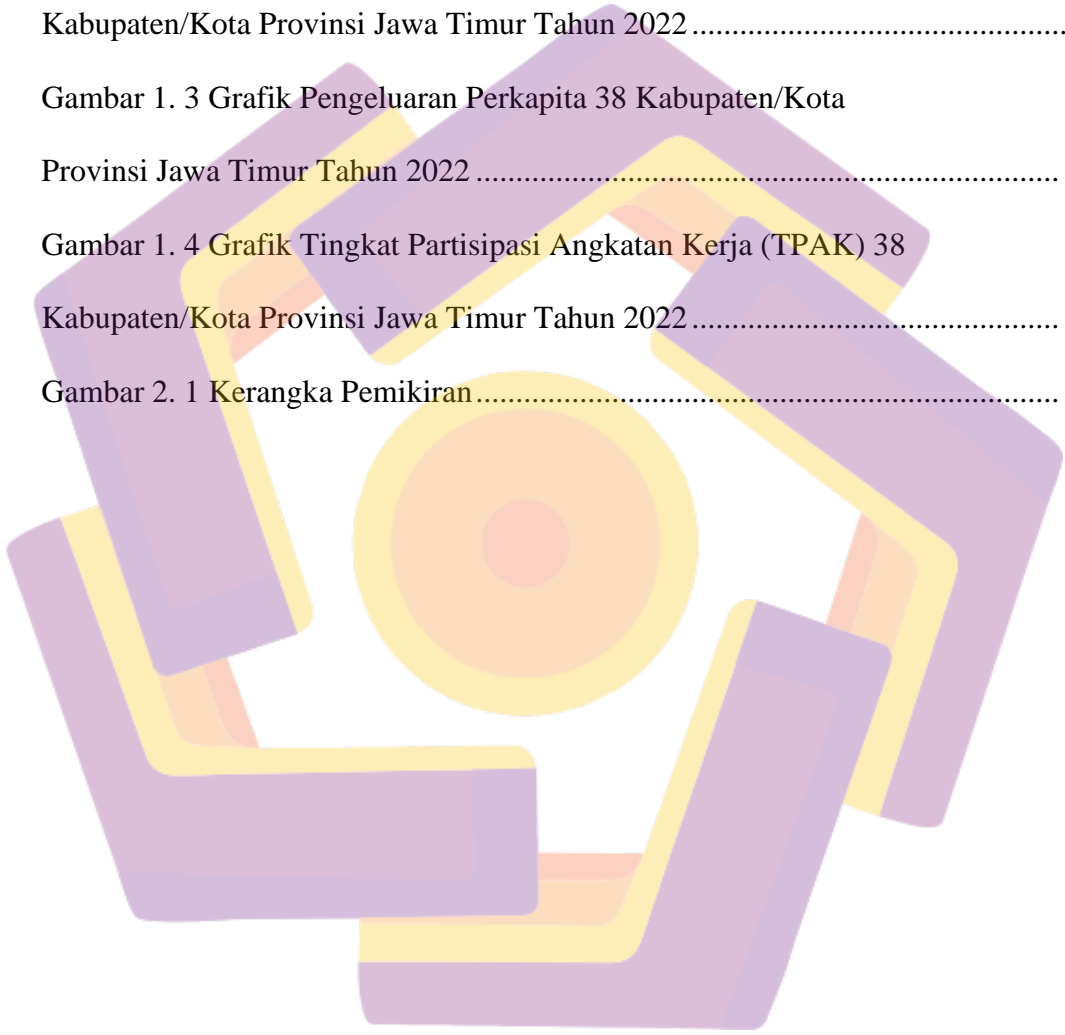 Kabupaten/Kota Provinsi Jawa Timur Tahun 2022................................................
Gambar 1. 3 Grafik Pengeluaran Perkapita 38 Kabupaten/Kota
Provinsi Jawa Timur Tahun 2022..........................................................................
Gambar 1. 4 Grafik Tingkat Partisipasi Angkatan Kerja (TPAK) 38
Kabupaten/Kota Provinsi Jawa Timur Tahun 2022...............................................
Gambar 2. 1 Kerangka Pemikiran..........................................................................